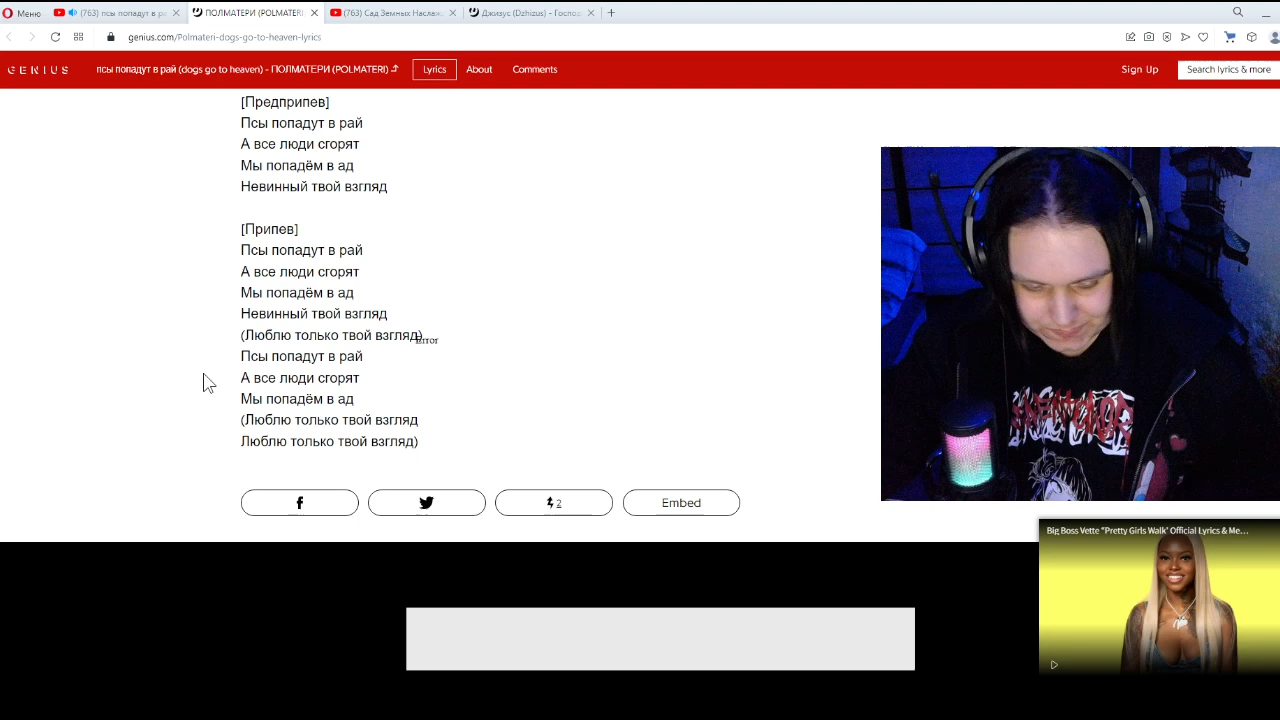 Меню
(763) псы попадут в ра
ПОЛМАТЕРИ (POLMATERI
(763) Сад Земных Наслаж
Джизус (Dzhizus) – Госпо
genius.com/Polmateri-dogs-go-to-heaven-lyrics
GENIUS
псы попадут в рай (dogs go to heaven) - ПОЛМАТЕРИ (POLMATERI)
Lyrics
About
Comments
Sign Up
Search lyrics & more
[Предприпев]
Псы попадут в рай
А все люди сгорят
Мы попадём в ад
Невинный твой взгляд
[Припев]
Псы попадут в рай
А все люди сгорят
Мы попадём в ад
Невинный твой взгляд
(Люблю только твой взгляд)
Error
Псы попадут в рай
А все люди сгорят
Мы попадём в ад
(Люблю только твой взгляд
Люблю только твой взгляд)
f
2
Embed
Big Boss Vette "Pretty Girls Walk" Official Lyrics & Me...